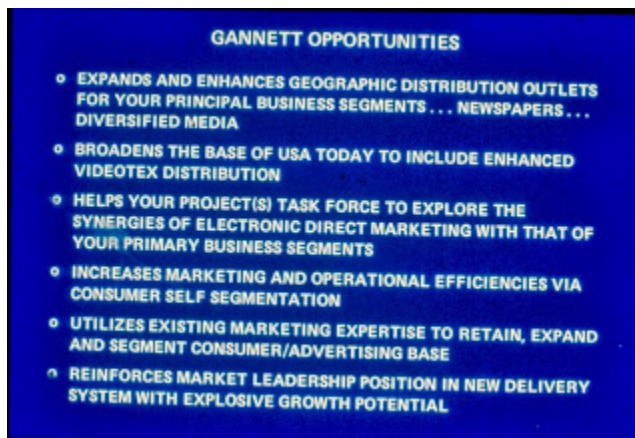 GANNETT OPPORTUNITIES
o EXPANDS AND ENHANCES GEOGRAPHIC DISTRIBUTION OUTLETS
FOR YOUR PRINCIPAL BUSINESS SEGMENTS . . . NEWSPAPERS . . .
DIVERSIFIED MEDIA
o BROADENS THE BASE OF USA TODAY TO INCLUDE ENHANCED
VIDEOTEX DISTRIBUTION
o HELPS YOUR PROJECT(S) TASK FORCE TO EXPLORE THE
SYNERGIES OF ELECTRONIC DIRECT MARKETING WITH THAT OF
YOUR PRIMARY BUSINESS SEGMENTS
o INCREASES MARKETING AND OPERATIONAL EFFICIENCIES VIA
CONSUMER SELF SEGMENTATION
o UTILIZES EXISTING MARKETING EXPERTISE TO RETAIN, EXPAND
AND SEGMENT CONSUMER/ADVERTISING BASE
o REINFORCES MARKET LEADERSHIP POSITION IN NEW DELIVERY
SYSTEM WITH EXPLOSIVE GROWTH POTENTIAL